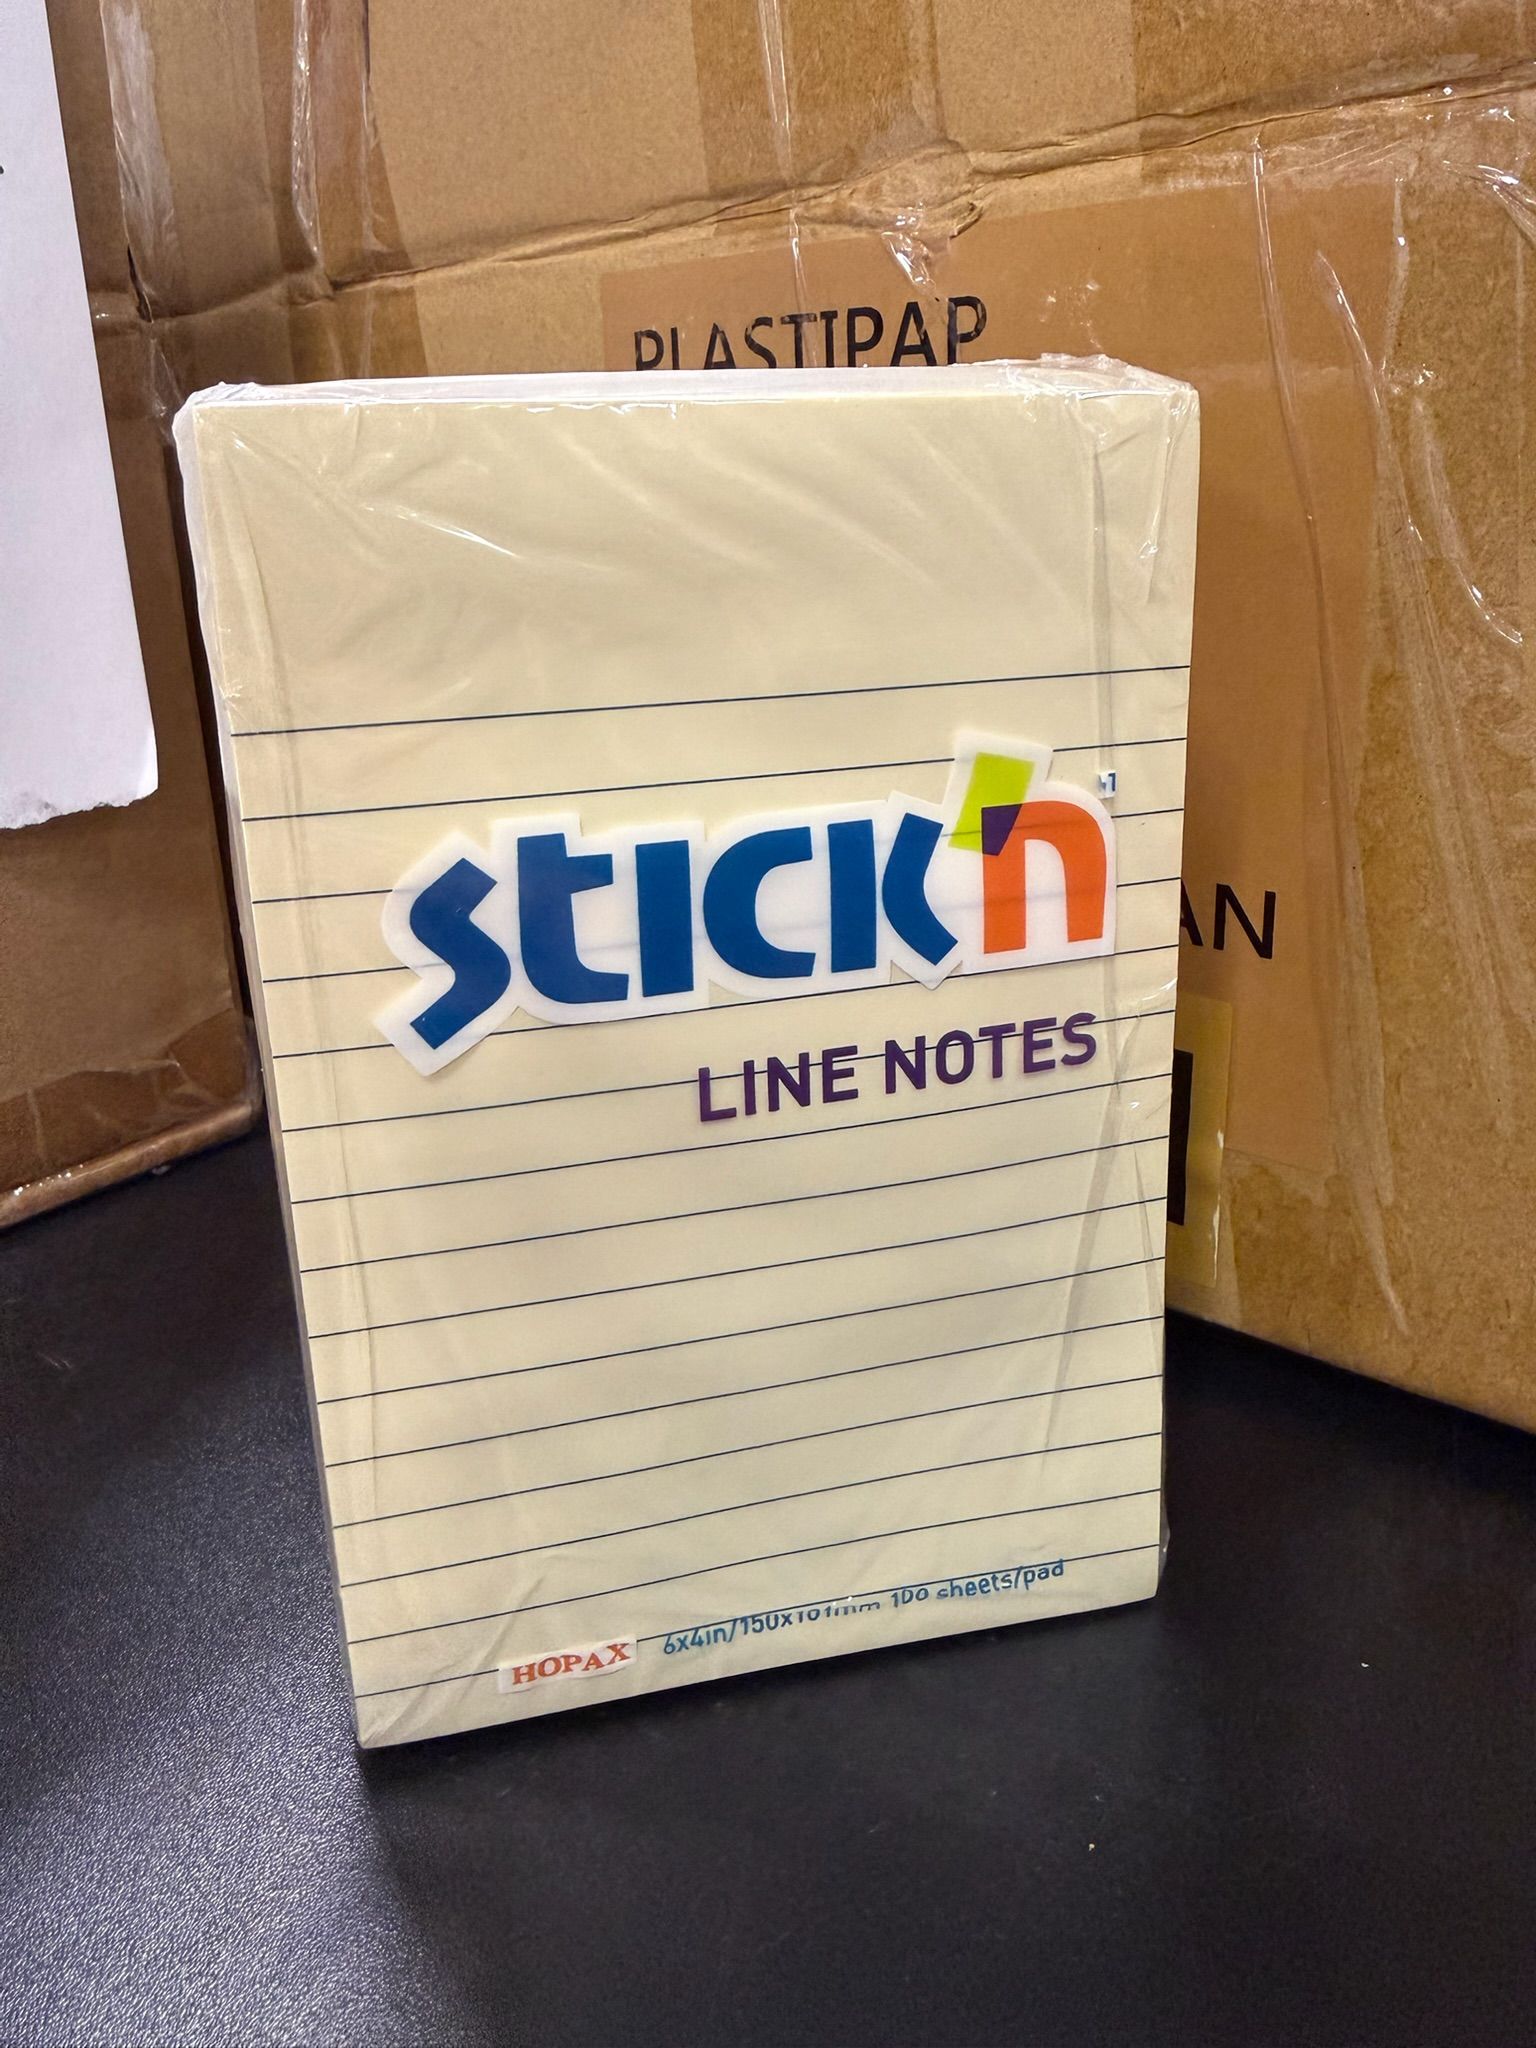 PLASTIPAP
stick'n
LINE NOTES
AN
HOPAX
6x4in/150x101mm 100 sheets/pad